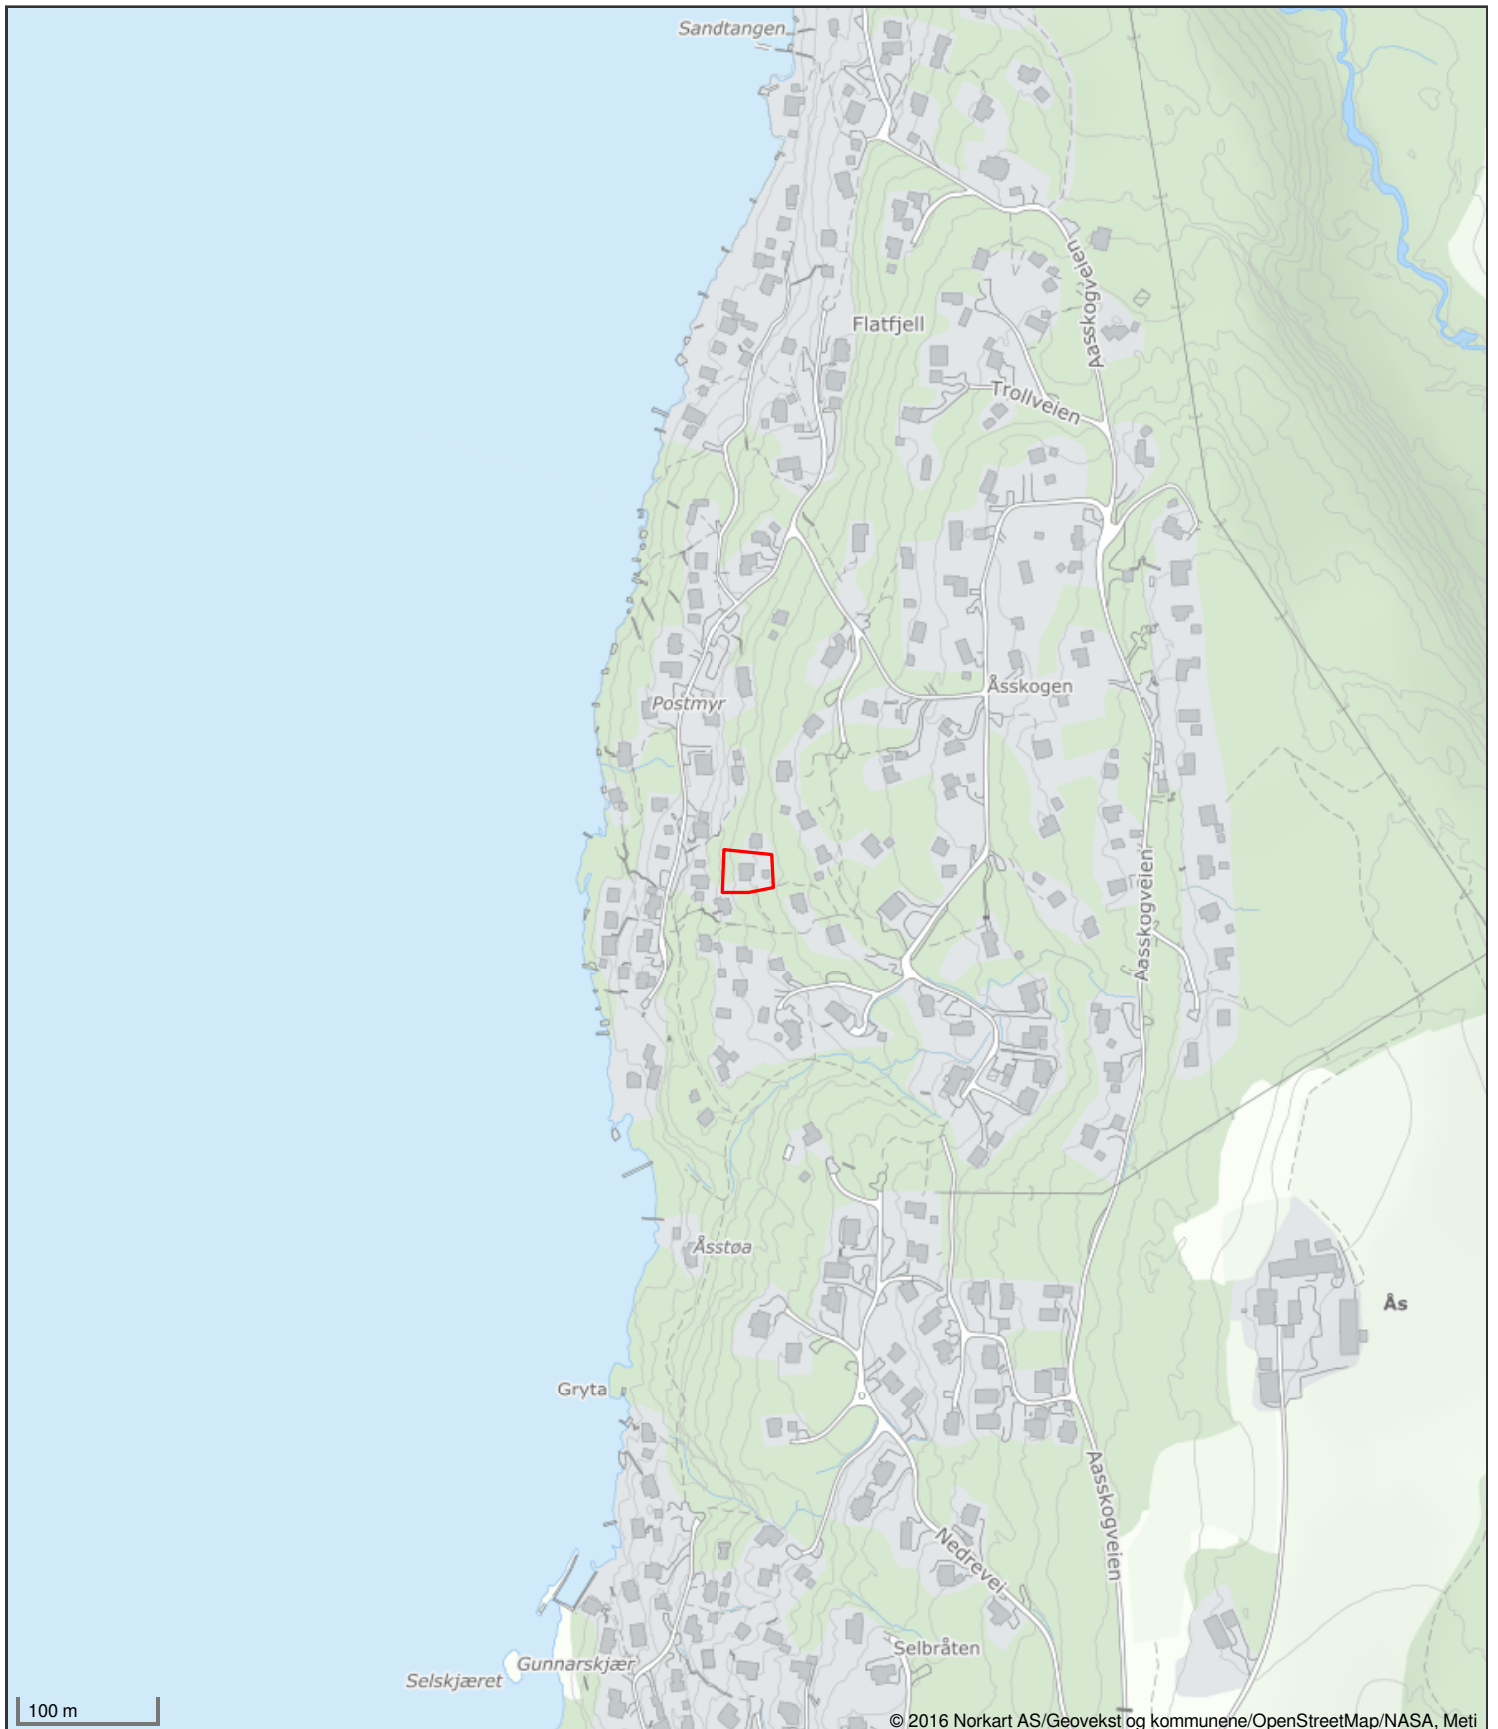 Sandtangen
Aasskogveien
Flatfjell
Trollveien
Åsskogen
Postmyr
Aasskogveien
Åsstøa
Ås
Gryta
Aasskogveien
Nedrevei
Selbråten
Gunnarskjær
Selskjæret
100 m
© 2016 Norkart AS/Geovekst og kommunene/OpenStreetMap/NASA, Meti